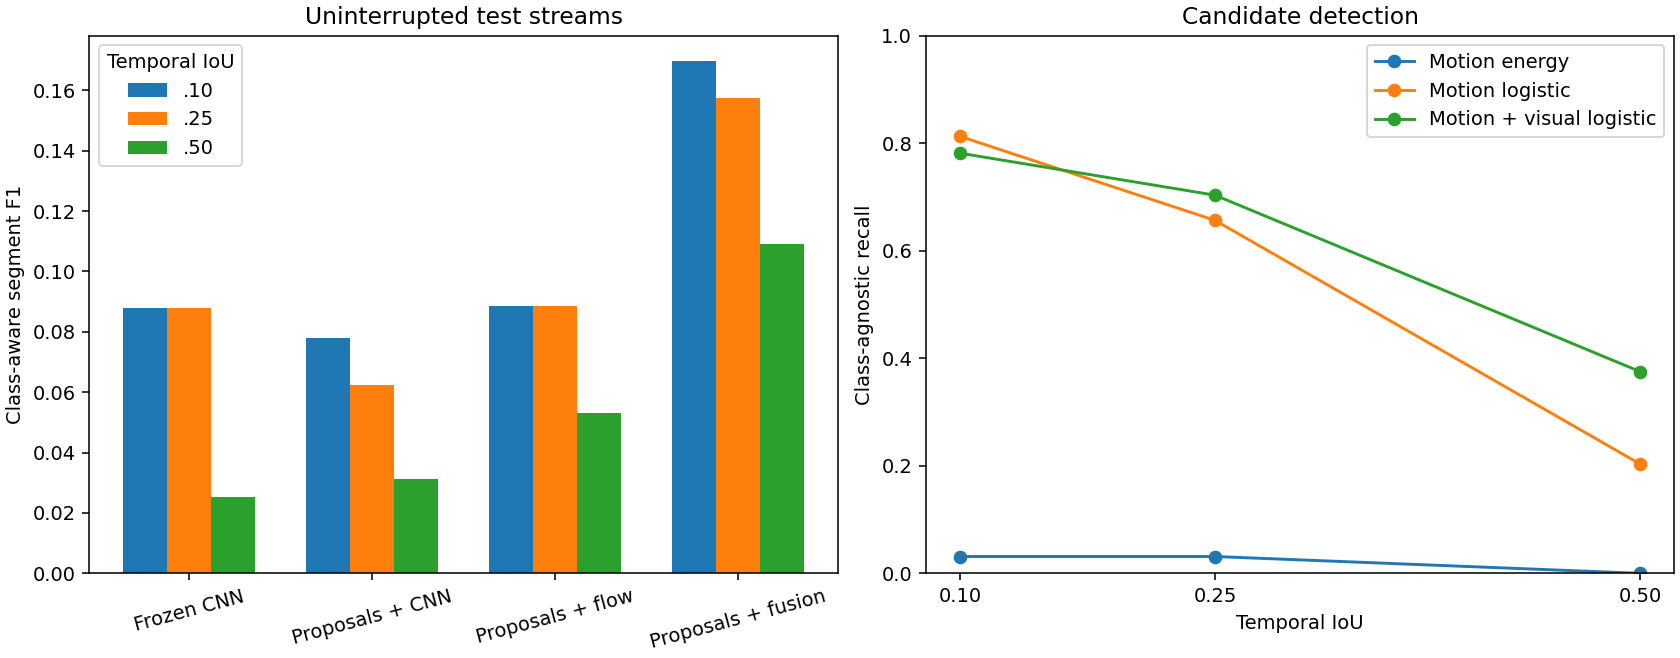 Uninterrupted test streams
Class-aware segment F1
0.16
0.14
0.12
0.10
0.08
0.06
0.04
0.02
0.00
Temporal IoU
.10
.25
.50
Frozen CNN
Proposals + CNN
Proposals + flow
Proposals + fusion
Candidate detection
Class-agnostic recall
1.0
0.8
0.6
0.4
0.2
0.0
Motion energy
Motion logistic
Motion + visual logistic
0.10
0.25
0.50
Temporal IoU